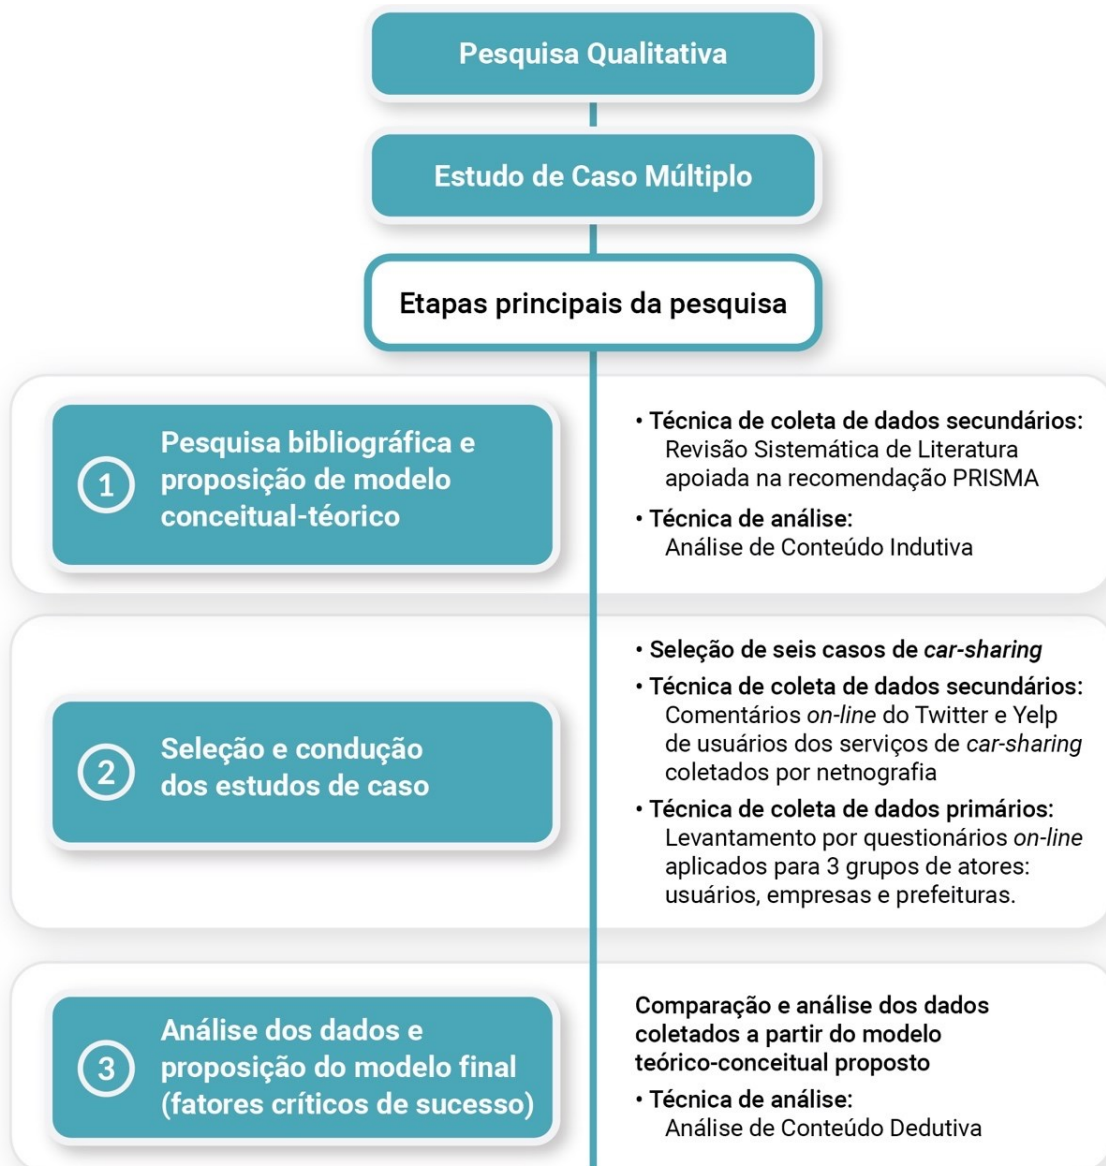 Pesquisa Qualitativa
Estudo de Caso Múltiplo
Etapas principais da pesquisa
1
Pesquisa bibliográfica e
proposição de modelo
conceitual-téorico
• Técnica de coleta de dados secundários:
Revisão Sistemática de Literatura
apoiada na recomendação PRISMA
• Técnica de análise:
Análise de Conteúdo Indutiva
2
Seleção e condução
dos estudos de caso
• Seleção de seis casos de car-sharing
• Técnica de coleta de dados secundários:
Comentários on-line do Twitter e Yelp
de usuários dos serviços de car-sharing
coletados por netnografia
• Técnica de coleta de dados primários:
Levantamento por questionários on-line
aplicados para 3 grupos de atores:
usuários, empresas e prefeituras.
3
Análise dos dados e
proposição do modelo final
(fatores críticos de sucesso)
Comparação e análise dos dados
coletados a partir do modelo
teórico-conceitual proposto
• Técnica de análise:
Análise de Conteúdo Dedutiva